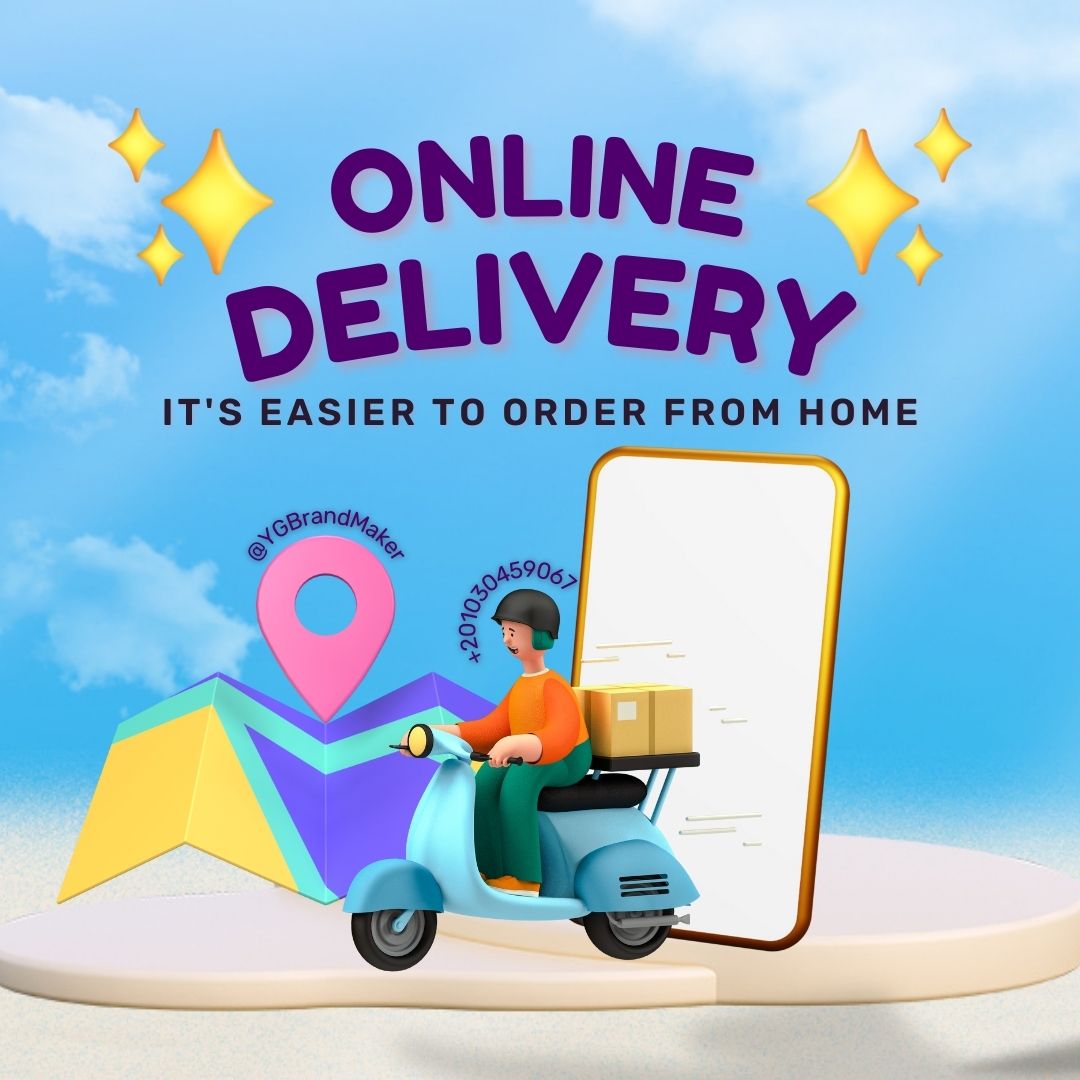 ONLINE
DELIVERY
IT'S EASIER TO ORDER FROM HOME
@YGBrandMaker
+201030459067